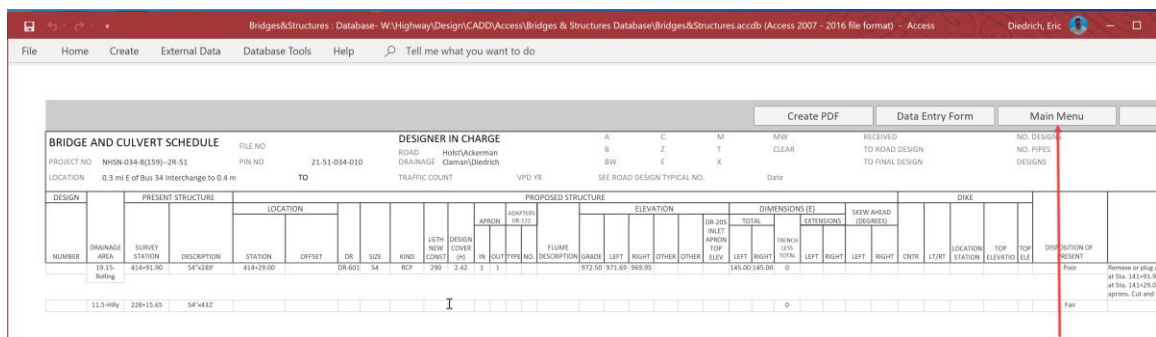 Bridges&Structures : Database- W:\Highway\Design\CADD\Access\Bridges & Structures Database\Bridges&Structures.accdb (Access 2007 - 2016 file format) - Access Diedrich, Eric
File Home Create External Data Database Tools Help Tell me what you want to do
Create PDF Data Entry Form Main Menu
BRIDGE AND CULVERT SCHEDULE FILE NO DESIGNER IN CHARGE A C M MW RECEIVED NO. DESIGNS
ROAD Holst\Ackerman B Z T CLEAR TO ROAD DESIGN NO. PIPES
PROJECT NO NHSN-034-8(159)--2R-51 PIN NO 21-51-034-010 DRAINAGE Claman\Diedrich BW E X TO FINAL DESIGN DESIGNS
LOCATION 0.3 mi E of Bus 34 Interchange to 0.4 m TO TRAFFIC COUNT VPD YR SEE ROAD DESIGN TYPICAL NO. Date
DESIGN PRESENT STRUCTURE PROPOSED STRUCTURE DIKE
LOCATION APRON ADAPTERS DR-122 ELEVATION DIMENSIONS (E) SKEW AHEAD (DEGREES)
NUMBER DRAINAGE AREA SURVEY STATION DESCRIPTION STATION OFFSET DR SIZE KIND LGTH NEW CONST DESIGN COVER (H) IN OUT TYPE NO. FLUME DESCRIPTION GRADE LEFT RIGHT OTHER OTHER DR-205 INLET APRON TOP ELEV TOTAL LEFT RIGHT TRENCH LESS TOTAL EXTENSIONS LEFT RIGHT LEFT RIGHT CNTR LT/RT LOCATION STATION TOP ELEVATIO TOP ELE DISPOSITION OF PRESENT
19.15-Rolling 414+91.90 54"x289' 414+29.00 DR-601 54 RCP 290 2.42 1 1 972.50 971.69 969.95 145.00 145.00 0 Poor Remove or plug
at Sta. 141+91.9
at Sta. 141+29.0
aprons. Cut and
11.5-Hilly 228+15.65 54"x432' 0 Fair